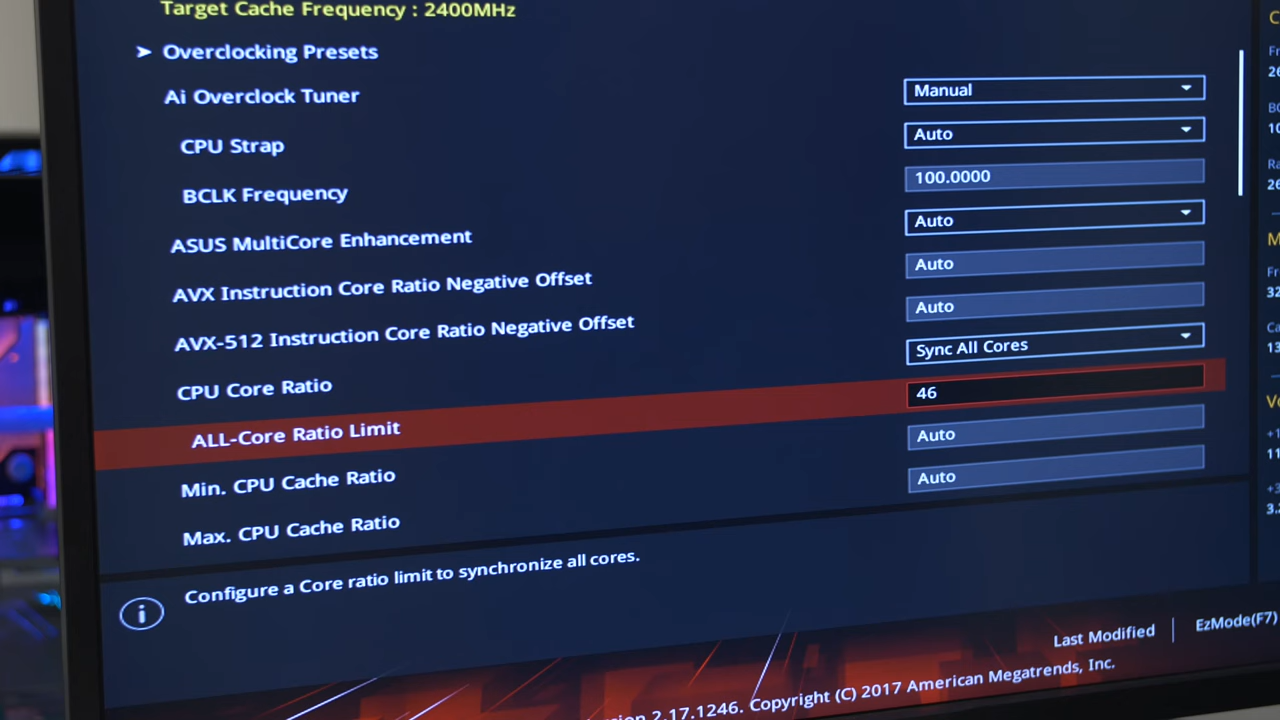 Target Cache Frequency : 2400MHz
➤ Overclocking Presets
Ai Overclock Tuner Manual
CPU Strap Auto
BCLK Frequency 100.0000
ASUS MultiCore Enhancement Auto
AVX Instruction Core Ratio Negative Offset Auto
AVX-512 Instruction Core Ratio Negative Offset Auto
CPU Core Ratio Sync All Cores
ALL-Core Ratio Limit 46
Min. CPU Cache Ratio Auto
Max. CPU Cache Ratio Auto
Configure a Core ratio limit to synchronize all cores.
Last Modified | EzMode(F7)
2.17.1246. Copyright (C) 2017 American Megatrends, Inc.